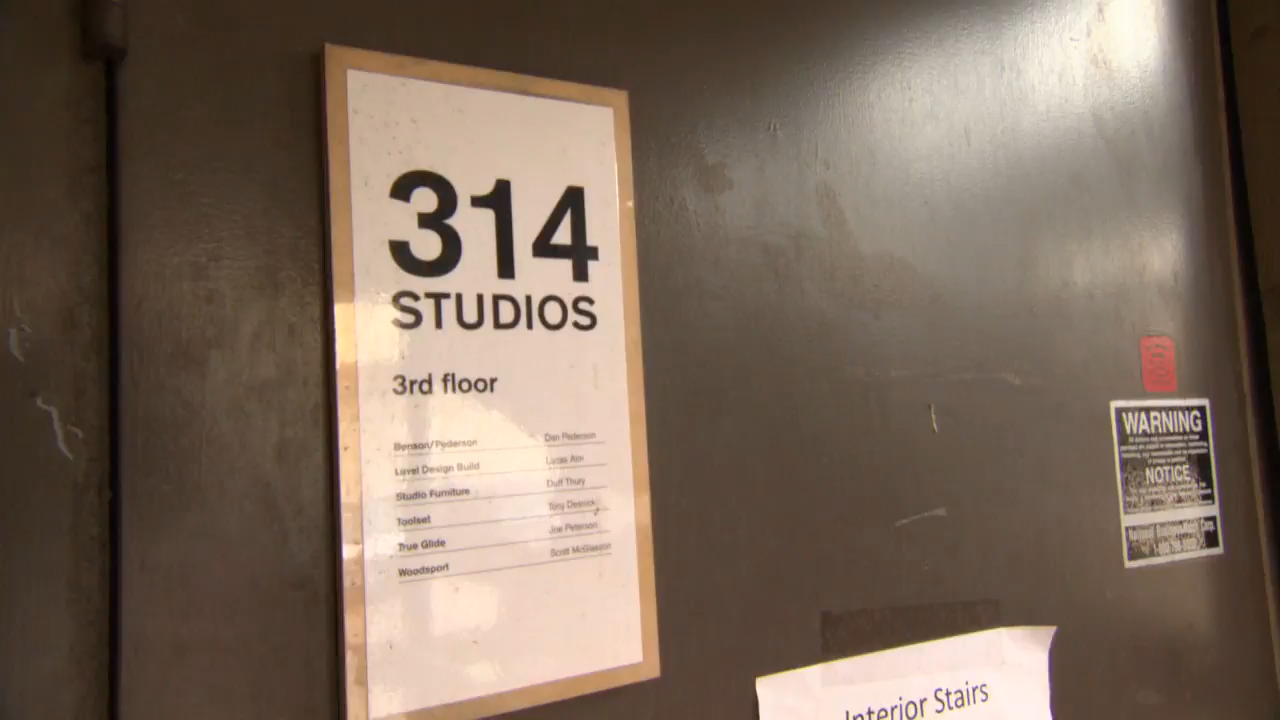 314
STUDIOS
3rd floor
Benson/Pederson Dan Pederson
Level Design Build Lucas Alm
Studio Furniture Duff Thury
Toolset Tony Desnick
True Glide Joe Peterson
Woodsport Scott McGlasson
WARNING
NOTICE
Interior Stairs